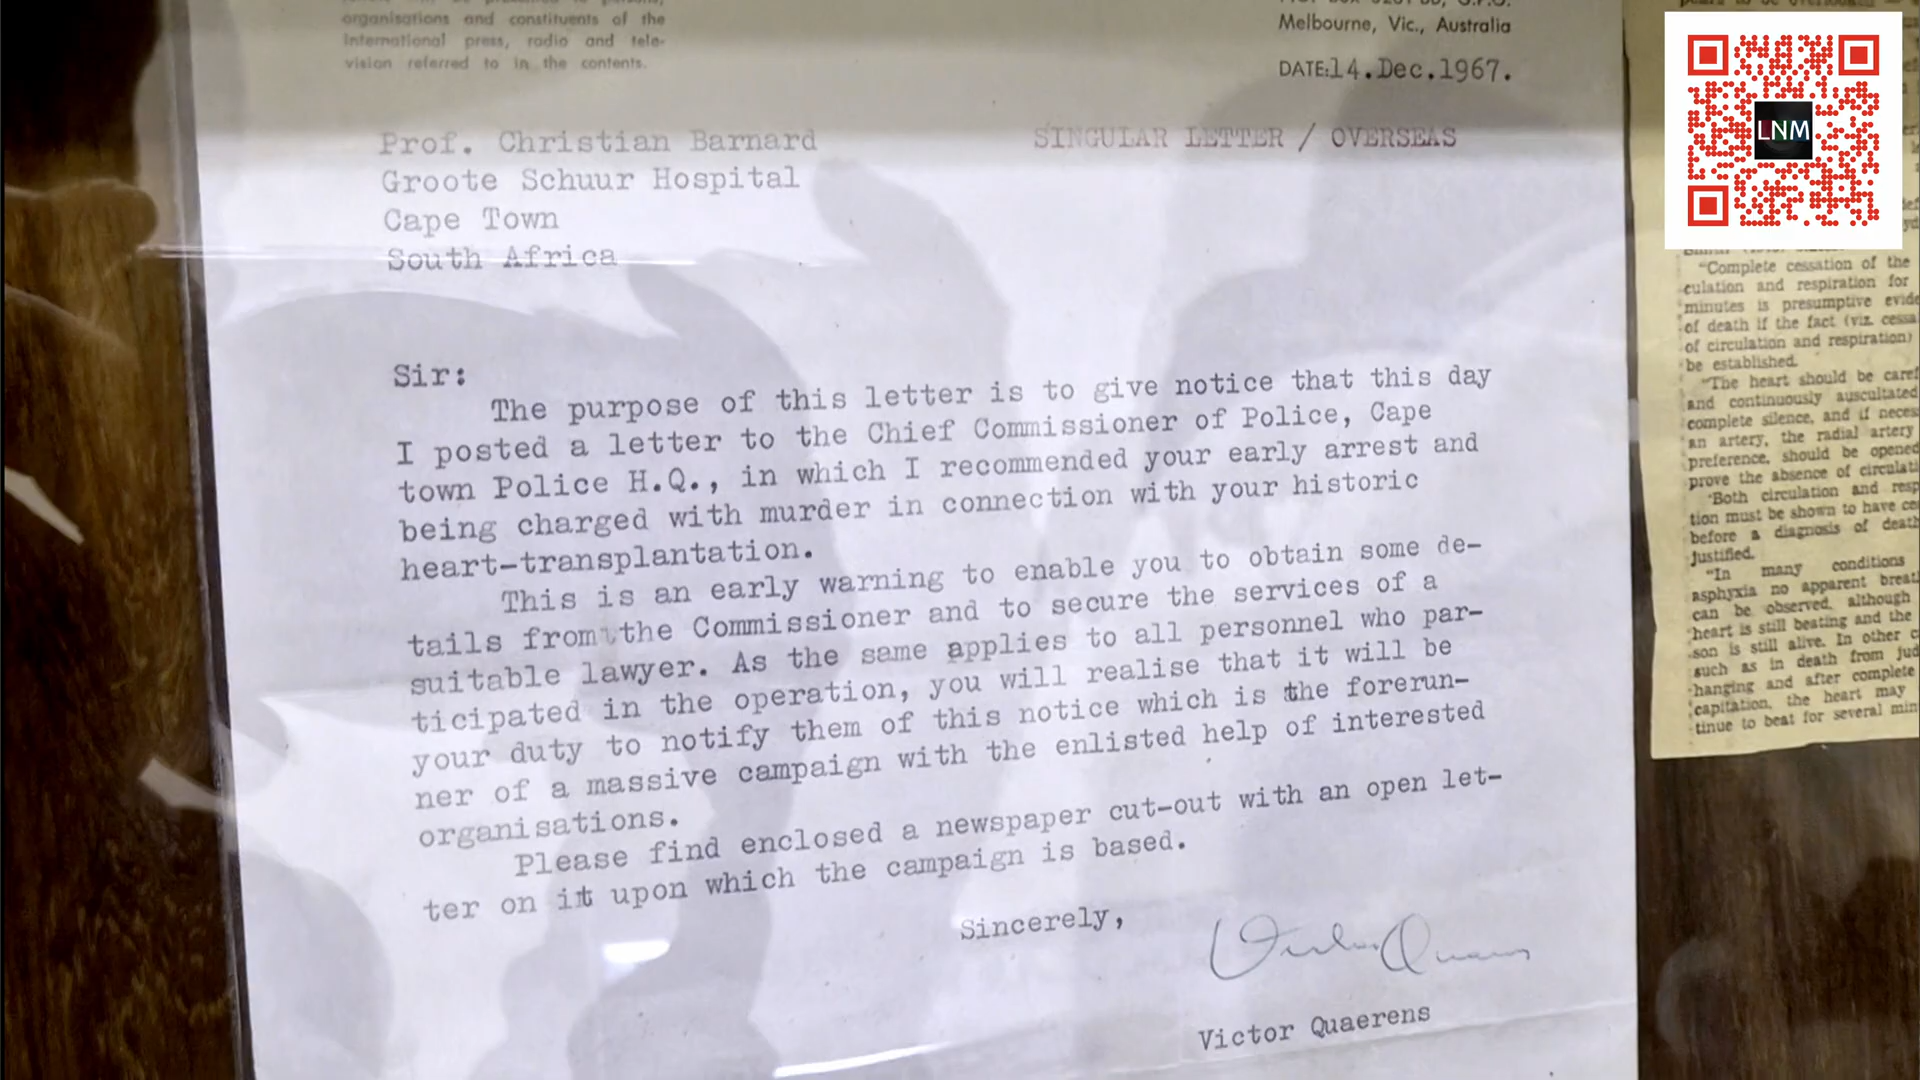 organisations and constituents of the
international press, radio and tele-
vision referred to in the contents.
Melbourne, Vic., Australia
DATE:14.Dec.1967.
Prof. Christian Barnard
Groote Schuur Hospital
Cape Town
South Africa
SINGULAR LETTER / OVERSEAS
Sir:
The purpose of this letter is to give notice that this day
I posted a letter to the Chief Commissioner of Police, Cape
town Police H.Q., in which I recommended your early arrest and
being charged with murder in connection with your historic
heart-transplantation.
This is an early warning to enable you to obtain some de-
tails from the Commissioner and to secure the services of a
suitable lawyer. As the same applies to all personnel who par-
ticipated in the operation, you will realise that it will be
your duty to notify them of this notice which is the forerun-
ner of a massive campaign with the enlisted help of interested
organisations.
Please find enclosed a newspaper cut-out with an open let-
ter on it upon which the campaign is based.
Sincerely,
Victor Quaerens
LNM
"Complete cessation of the
culation and respiration for
minutes is presumptive
of death if the fact (viz.
of circulation and respiration)
be established.
"The heart should be
and continuously auscultated
complete silence, and if
an artery, the radial artery
preference, should be opened
prove the absence of
"Both circulation and
tion must be shown to have
before a diagnosis of death
justified.
"In many conditions
asphyxia no apparent
can be observed, although
heart is still beating and the
son is still alive. In other
such as in death from
hanging and after complete
capitation, the heart may
tinue to beat for several